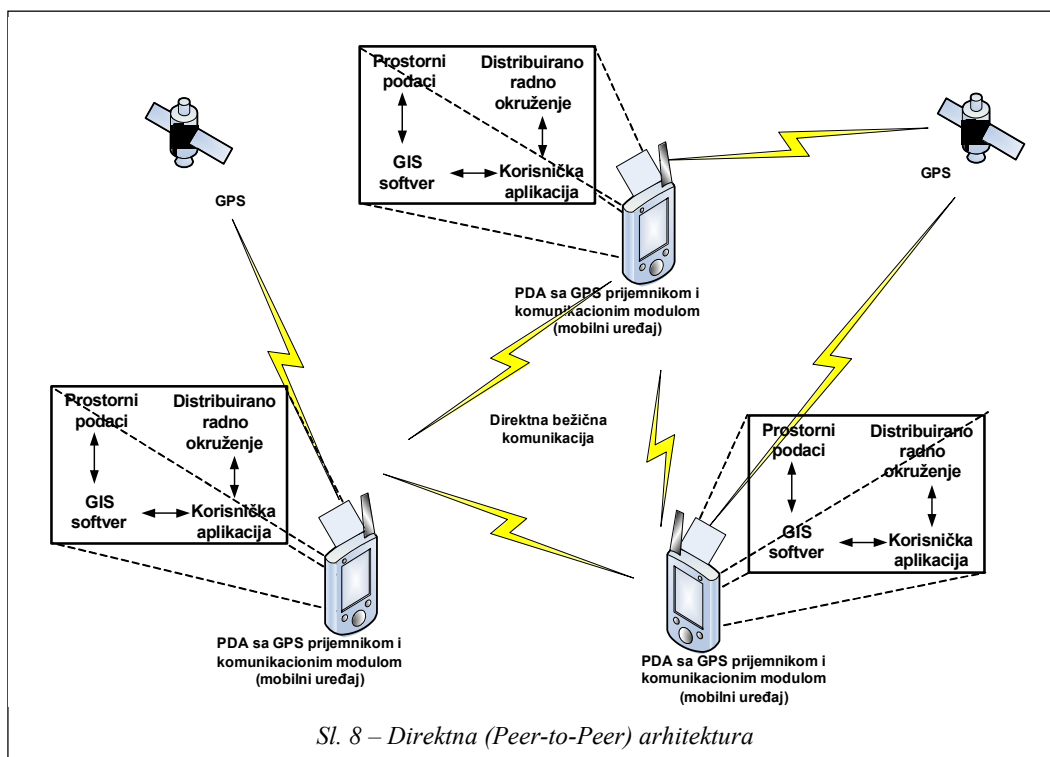 Prostorni
podaci
Distribuirano
radno
okruženje
GIS
softver
Korisnička
aplikacija
GPS
GPS
PDA sa GPS prijemnikom i
komunikacionim modulom
(mobilni uređaj)
Direktna bežična
komunikacija
Prostorni
podaci
Distribuirano
radno
okruženje
GIS
softver
Korisnička
aplikacija
Prostorni
podaci
Distribuirano
radno
okruženje
GIS
softver
Korisnička
aplikacija
PDA sa GPS prijemnikom i
komunikacionim modulom
(mobilni uređaj)
PDA sa GPS prijemnikom i
komunikacionim modulom
(mobilni uređaj)
Sl. 8 – Direktna (Peer-to-Peer) arhitektura